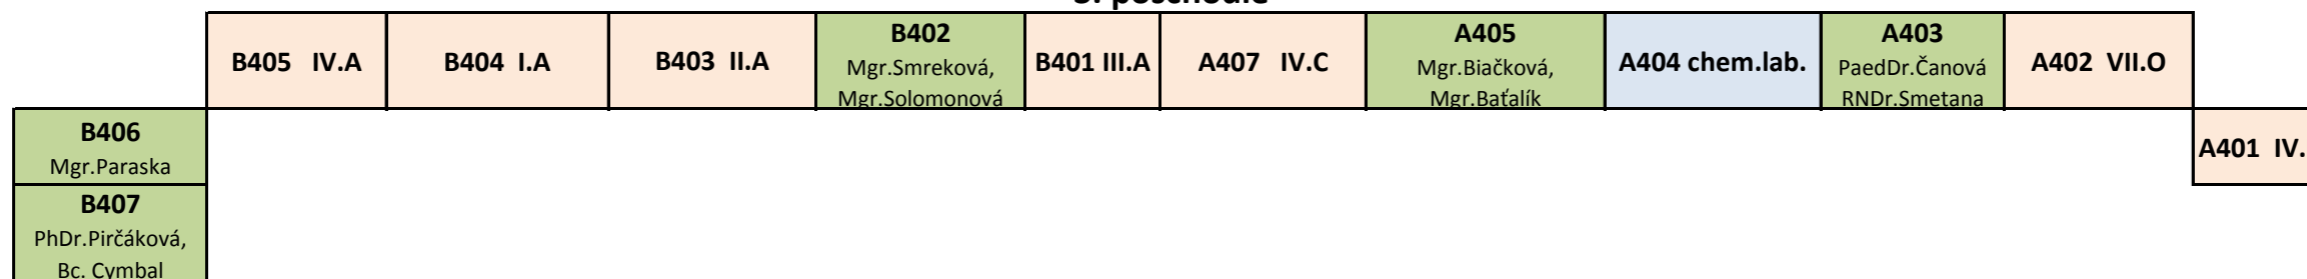 B405 IV.A
B404 I.A
B403 II.A
B402
Mgr.Smreková,
Mgr.Solomonová
B401 III.A
A407 IV.C
A405
Mgr.Biačková,
Mgr.Baťalík
A404 chem.lab.
A403
PaedDr.Čanová
RNDr.Smetana
A402 VII.O
B406
Mgr.Paraska
A401 IV.
B407
PhDr.Pirčáková,
Bc. Cymbal